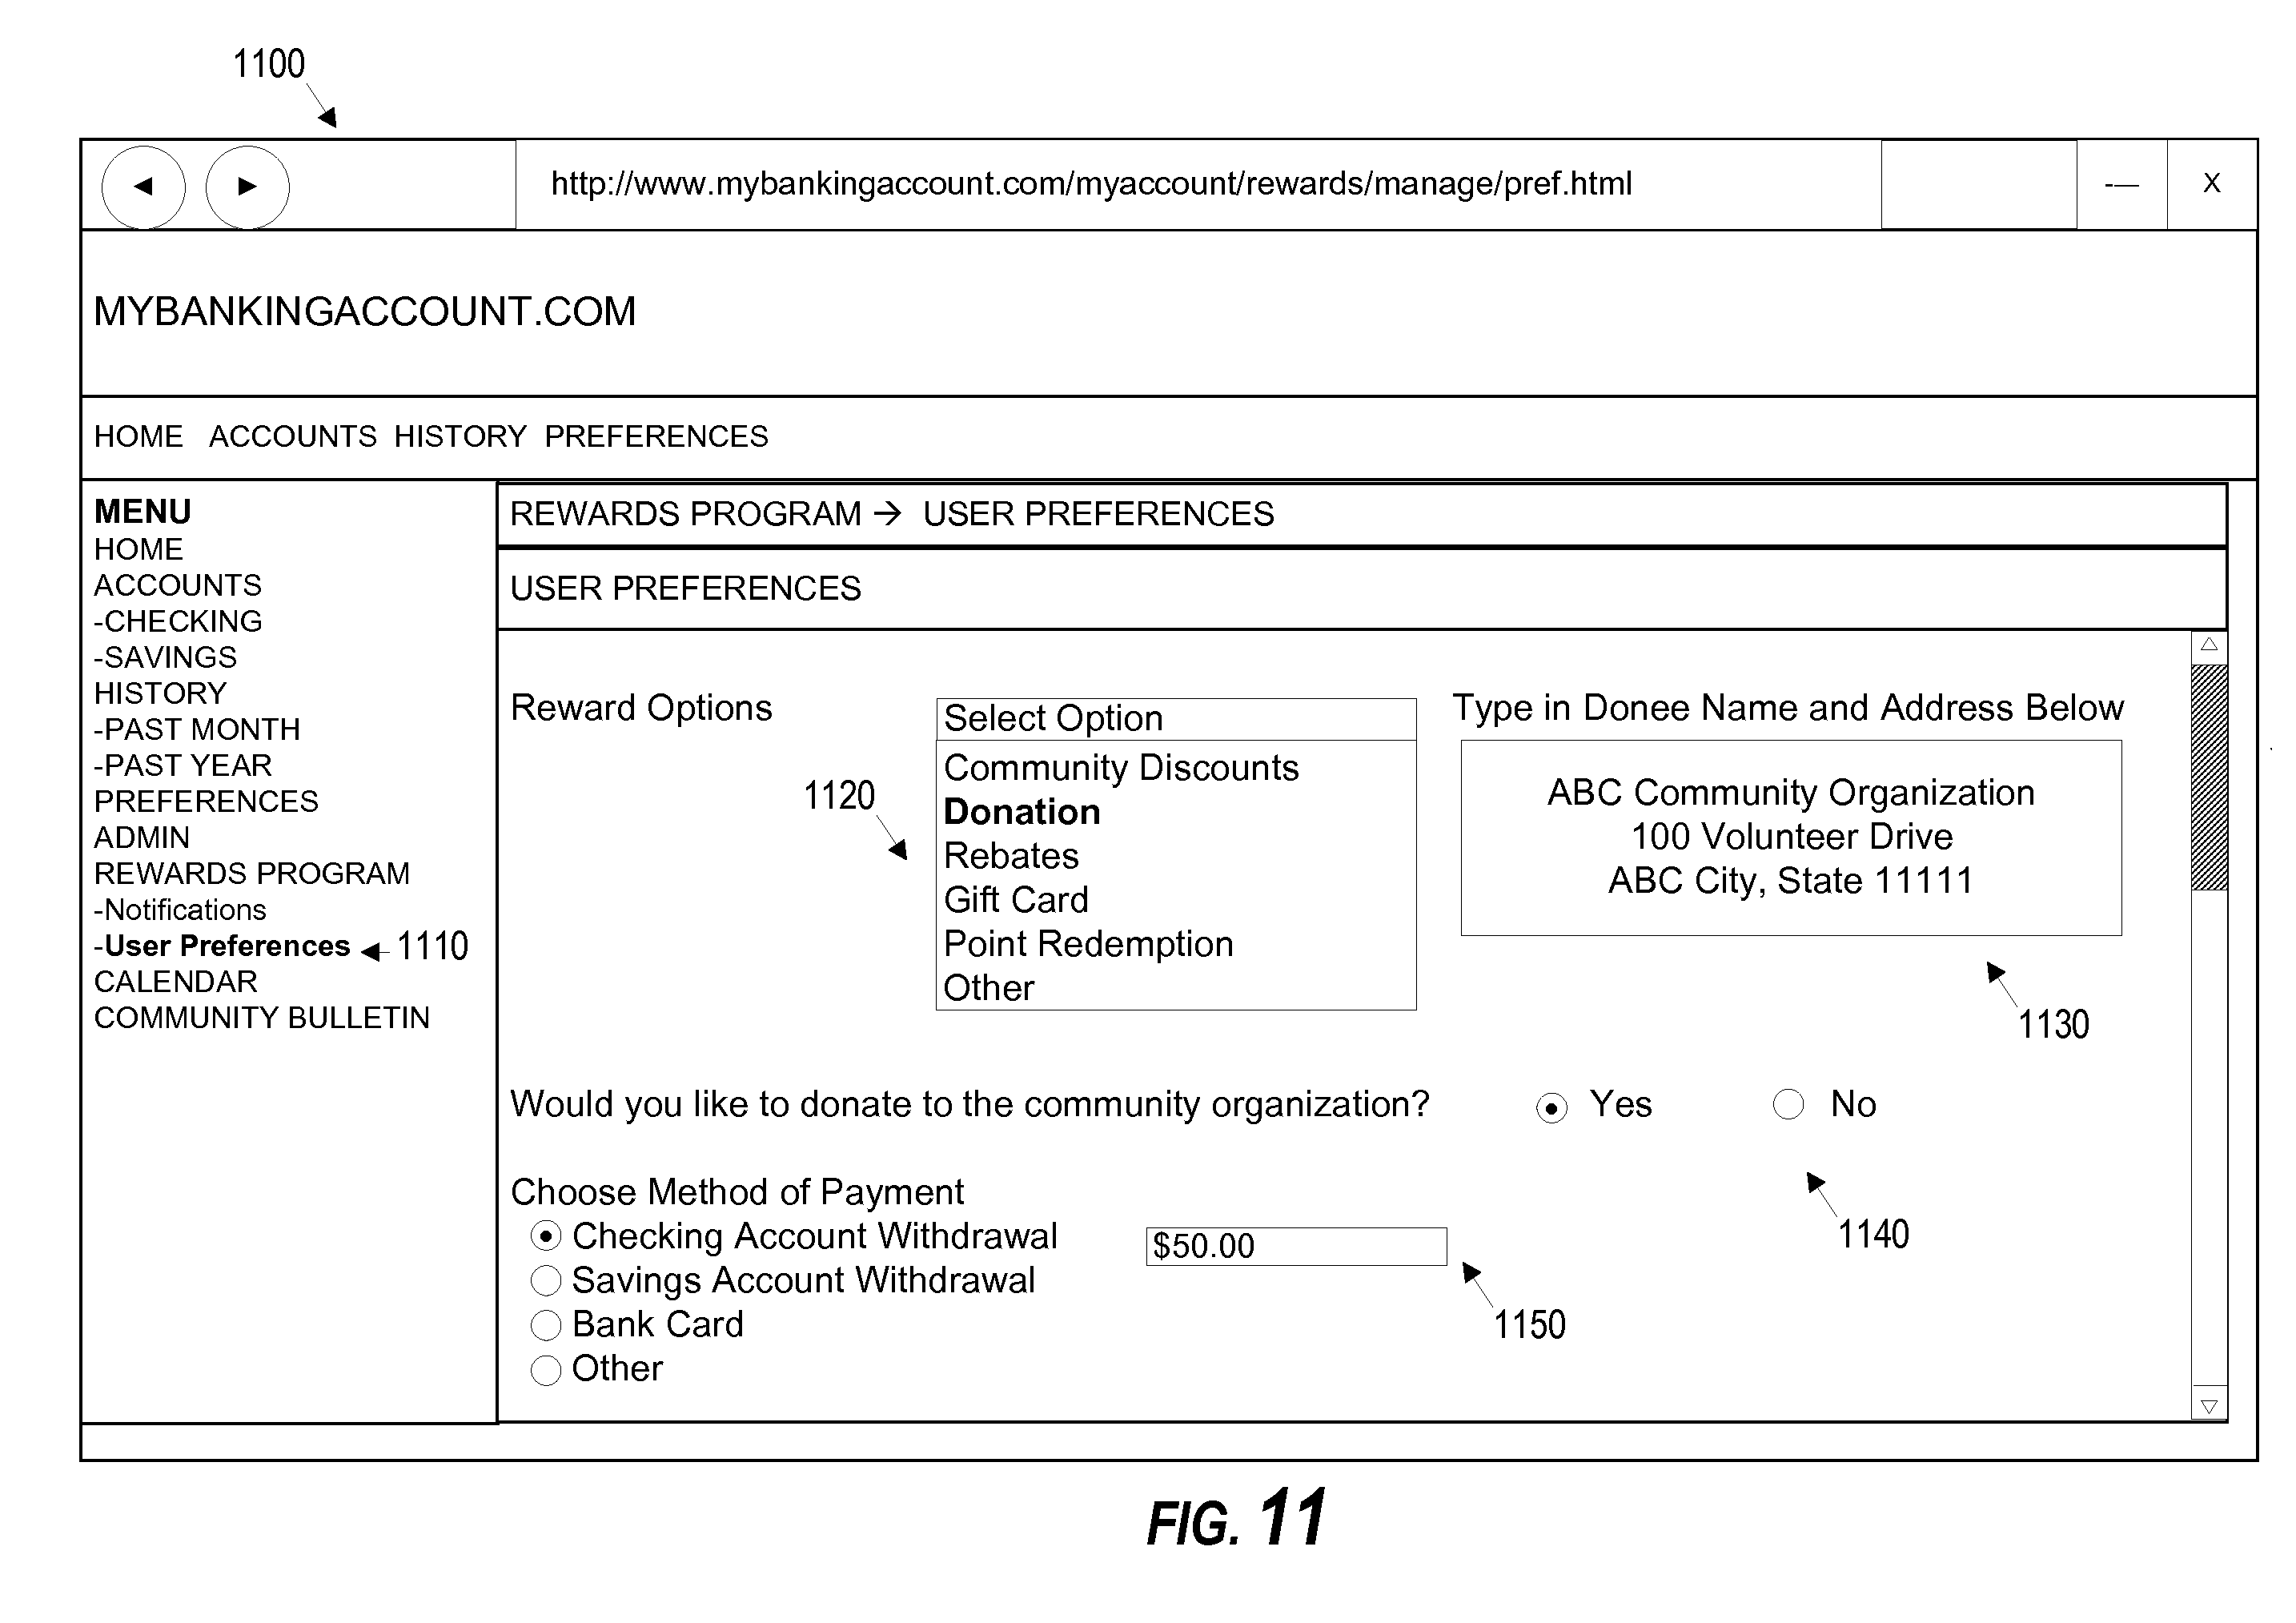 1100
http://www.mybankingaccount.com/myaccount/rewards/manage/pref.html
X
MYBANKINGACCOUNT.COM
HOME ACCOUNTS HISTORY PREFERENCES
MENU
HOME
ACCOUNTS
-CHECKING
-SAVINGS
HISTORY
-PAST MONTH
-PAST YEAR
PREFERENCES
ADMIN
REWARDS PROGRAM
-Notifications
-User Preferences 1110
CALENDAR
COMMUNITY BULLETIN
REWARDS PROGRAM → USER PREFERENCES
USER PREFERENCES
Reward Options
1120
Select Option
Community Discounts
Donation
Rebates
Gift Card
Point Redemption
Other
Type in Donee Name and Address Below
ABC Community Organization
100 Volunteer Drive
ABC City, State 11111
1130
Would you like to donate to the community organization? Yes No
1140
Choose Method of Payment
Checking Account Withdrawal $50.00
Savings Account Withdrawal
Bank Card
Other
1150
FIG. 11